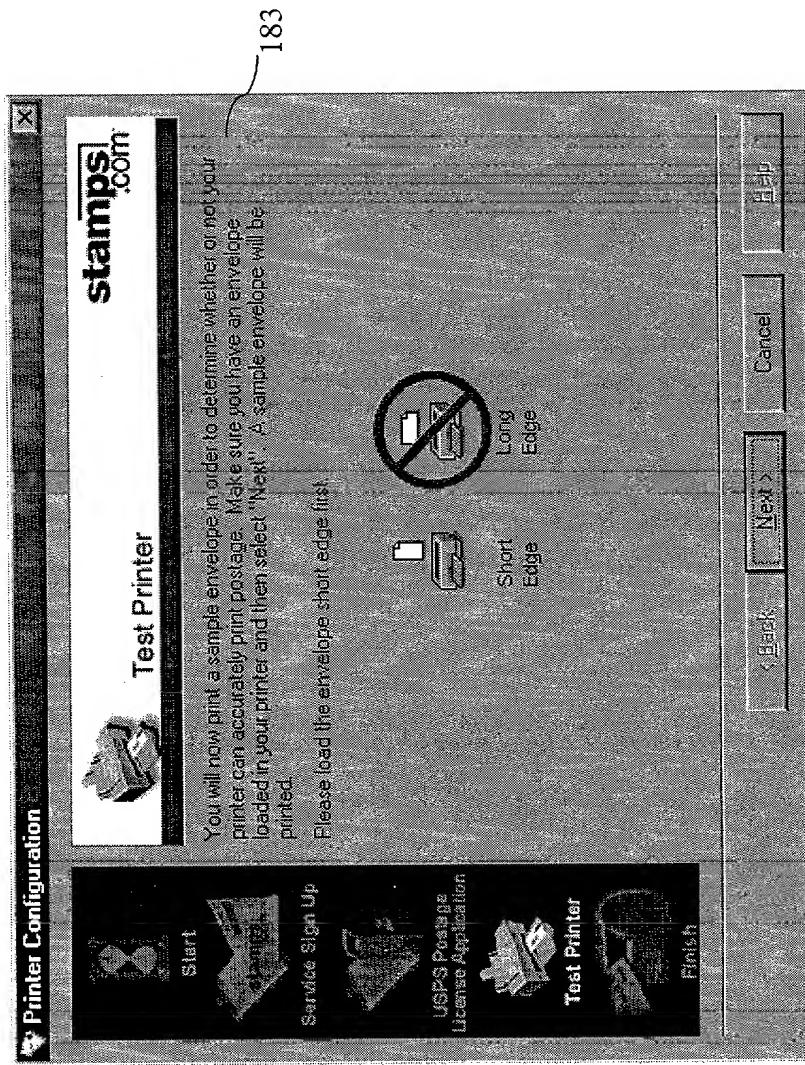 Printer Configuration
Start
Service Sign Up
USPS Postage
License Application
Test Printer
Finish
Test Printer
stamps
.com
You will now print a sample envelope in order to determine whether or not your
printer can accurately print postage. Make sure you have an envelope
loaded in your printer and then select "Next". A sample envelope will be
printed.
Please load the envelope short edge first.
Short
Edge
Long
Edge
< Back
Next >
Cancel
Help
183